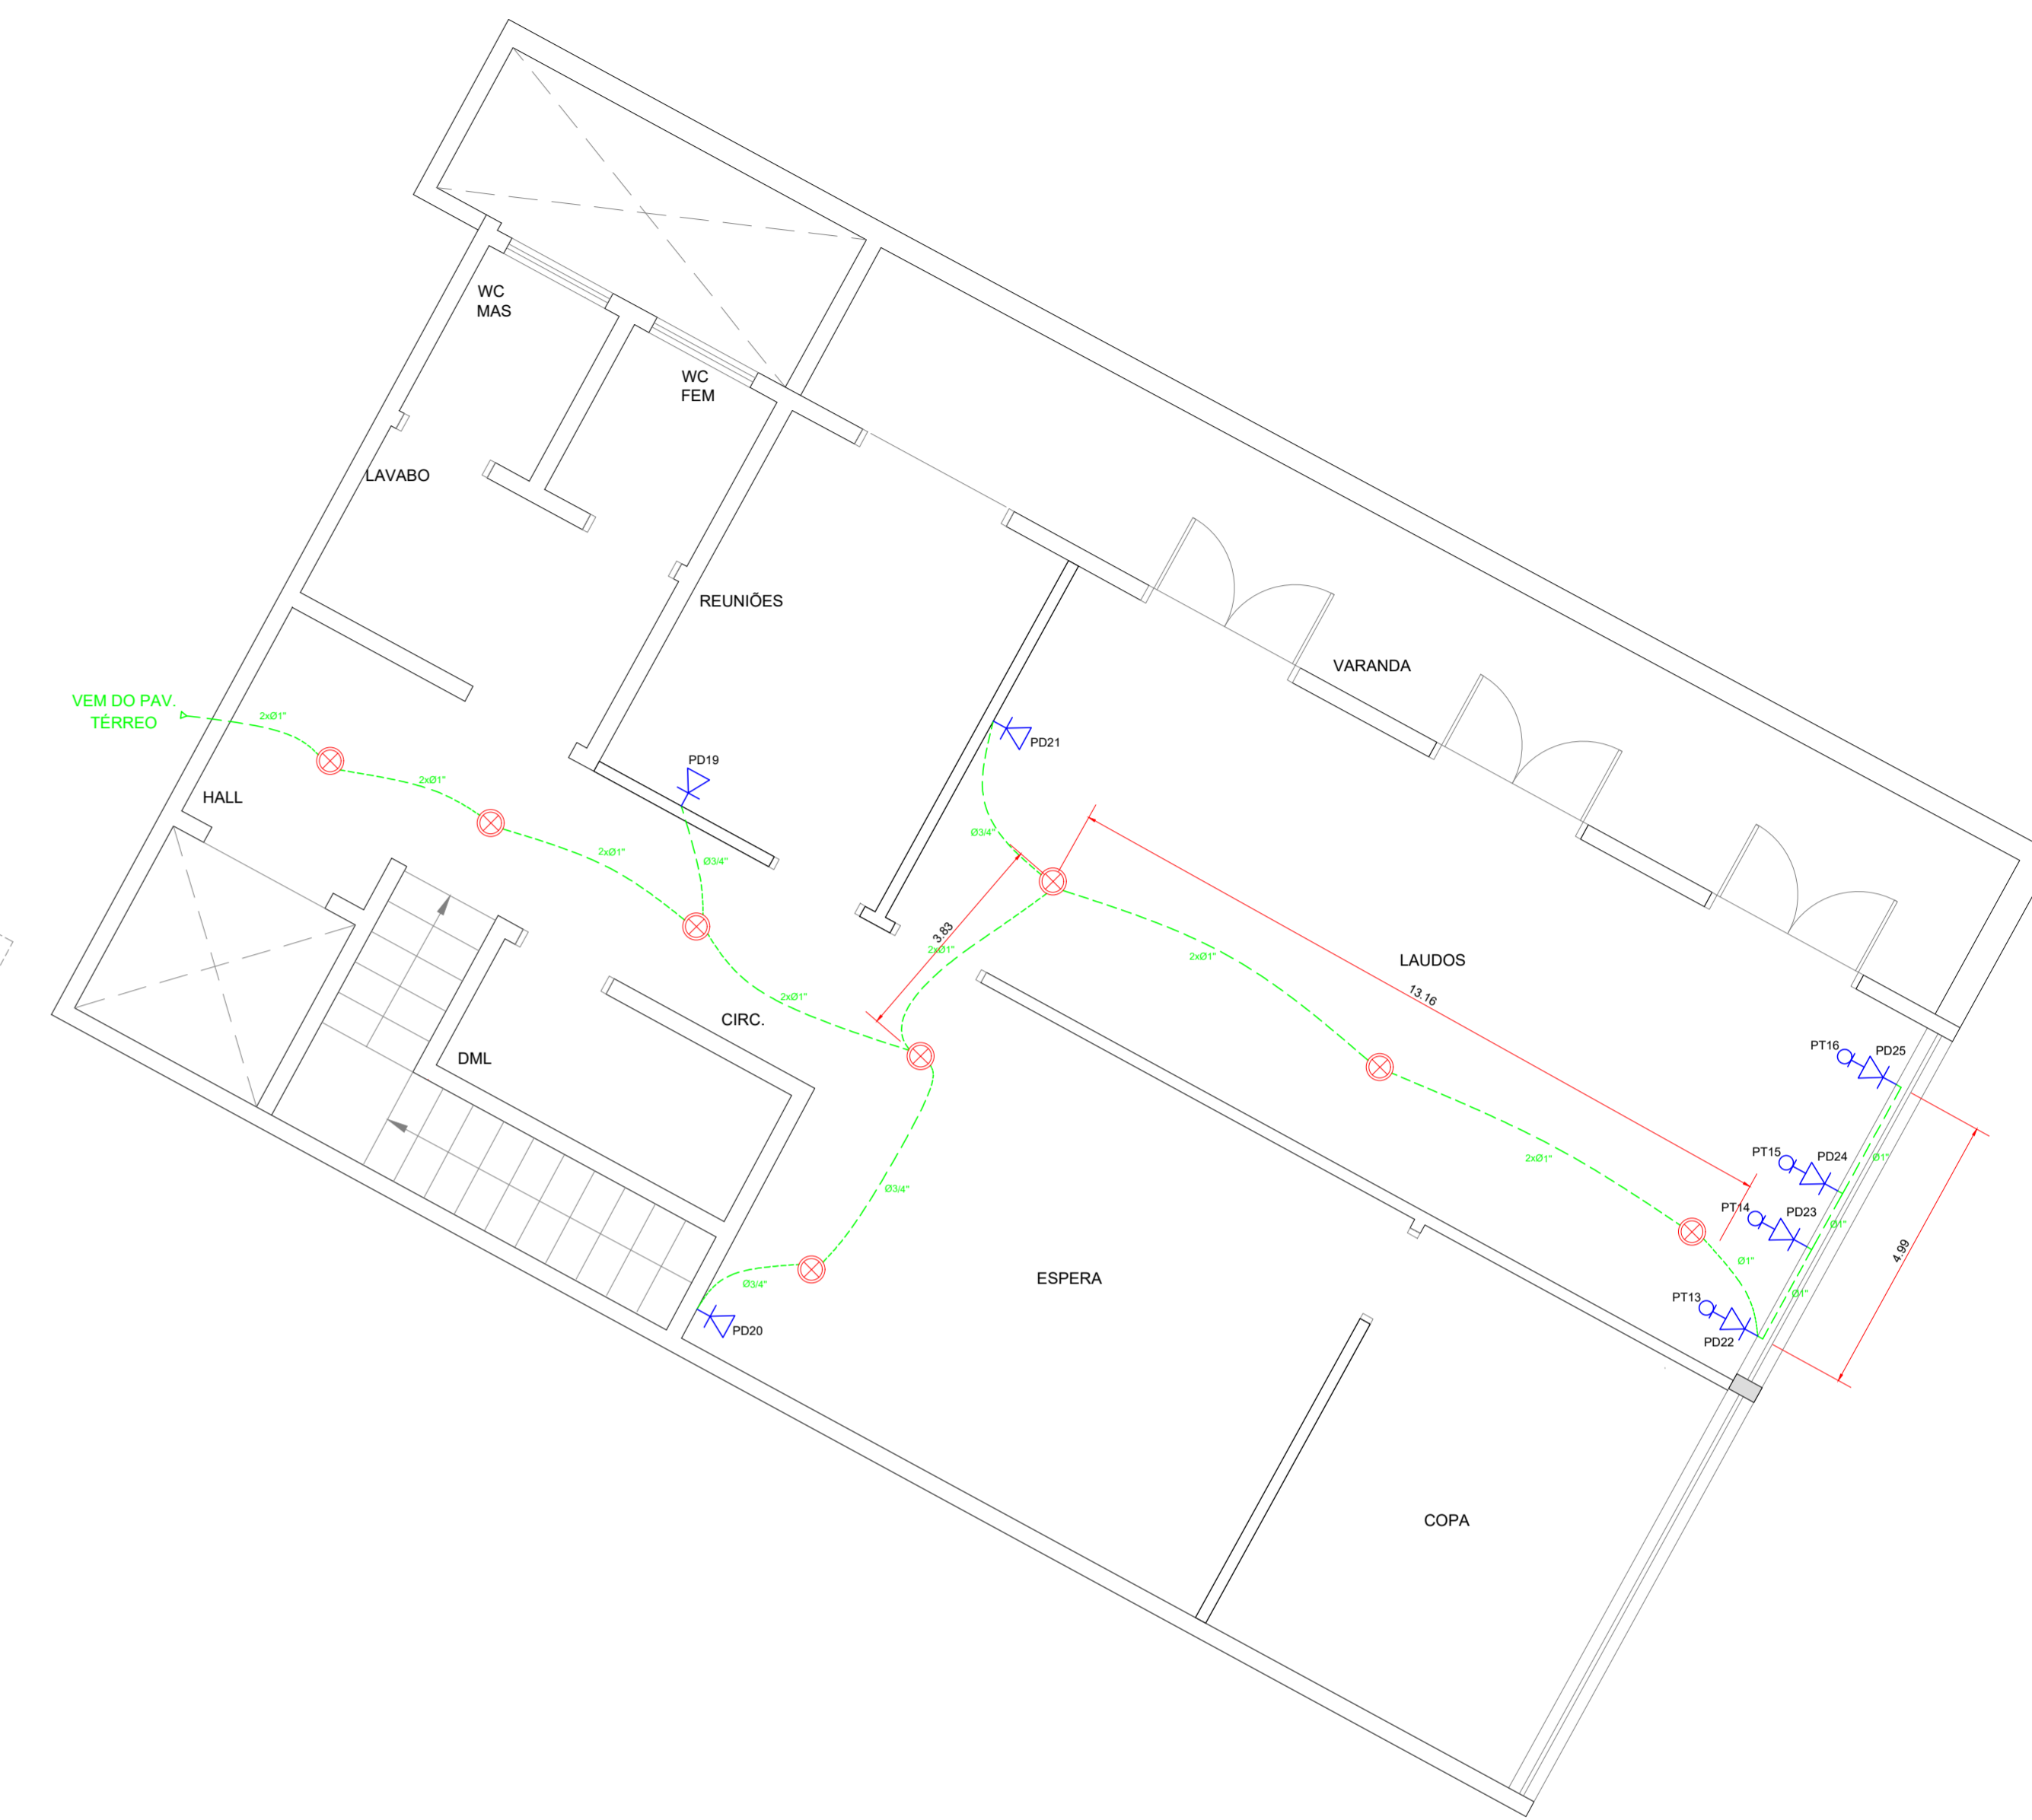 WC
MAS
WC
FEM
LAVABO
REUNIÕES
VARANDA
VEM DO PAV.
TÉRREO
2xØ1"
PD21
PD19
2xØ1"
HALL
Ø3/4"
2xØ1"
Ø3/4"
3.83
2xØ1"
2xØ1"
LAUDOS
13.16
2xØ1"
CIRC.
DML
PT16
PD25
PT15
PD24
2xØ1"
Ø1"
Ø3/4"
PT14
PD23
Ø1"
4.99
Ø1"
ESPERA
Ø3/4"
PT13
Ø1"
PD20
PD22
COPA